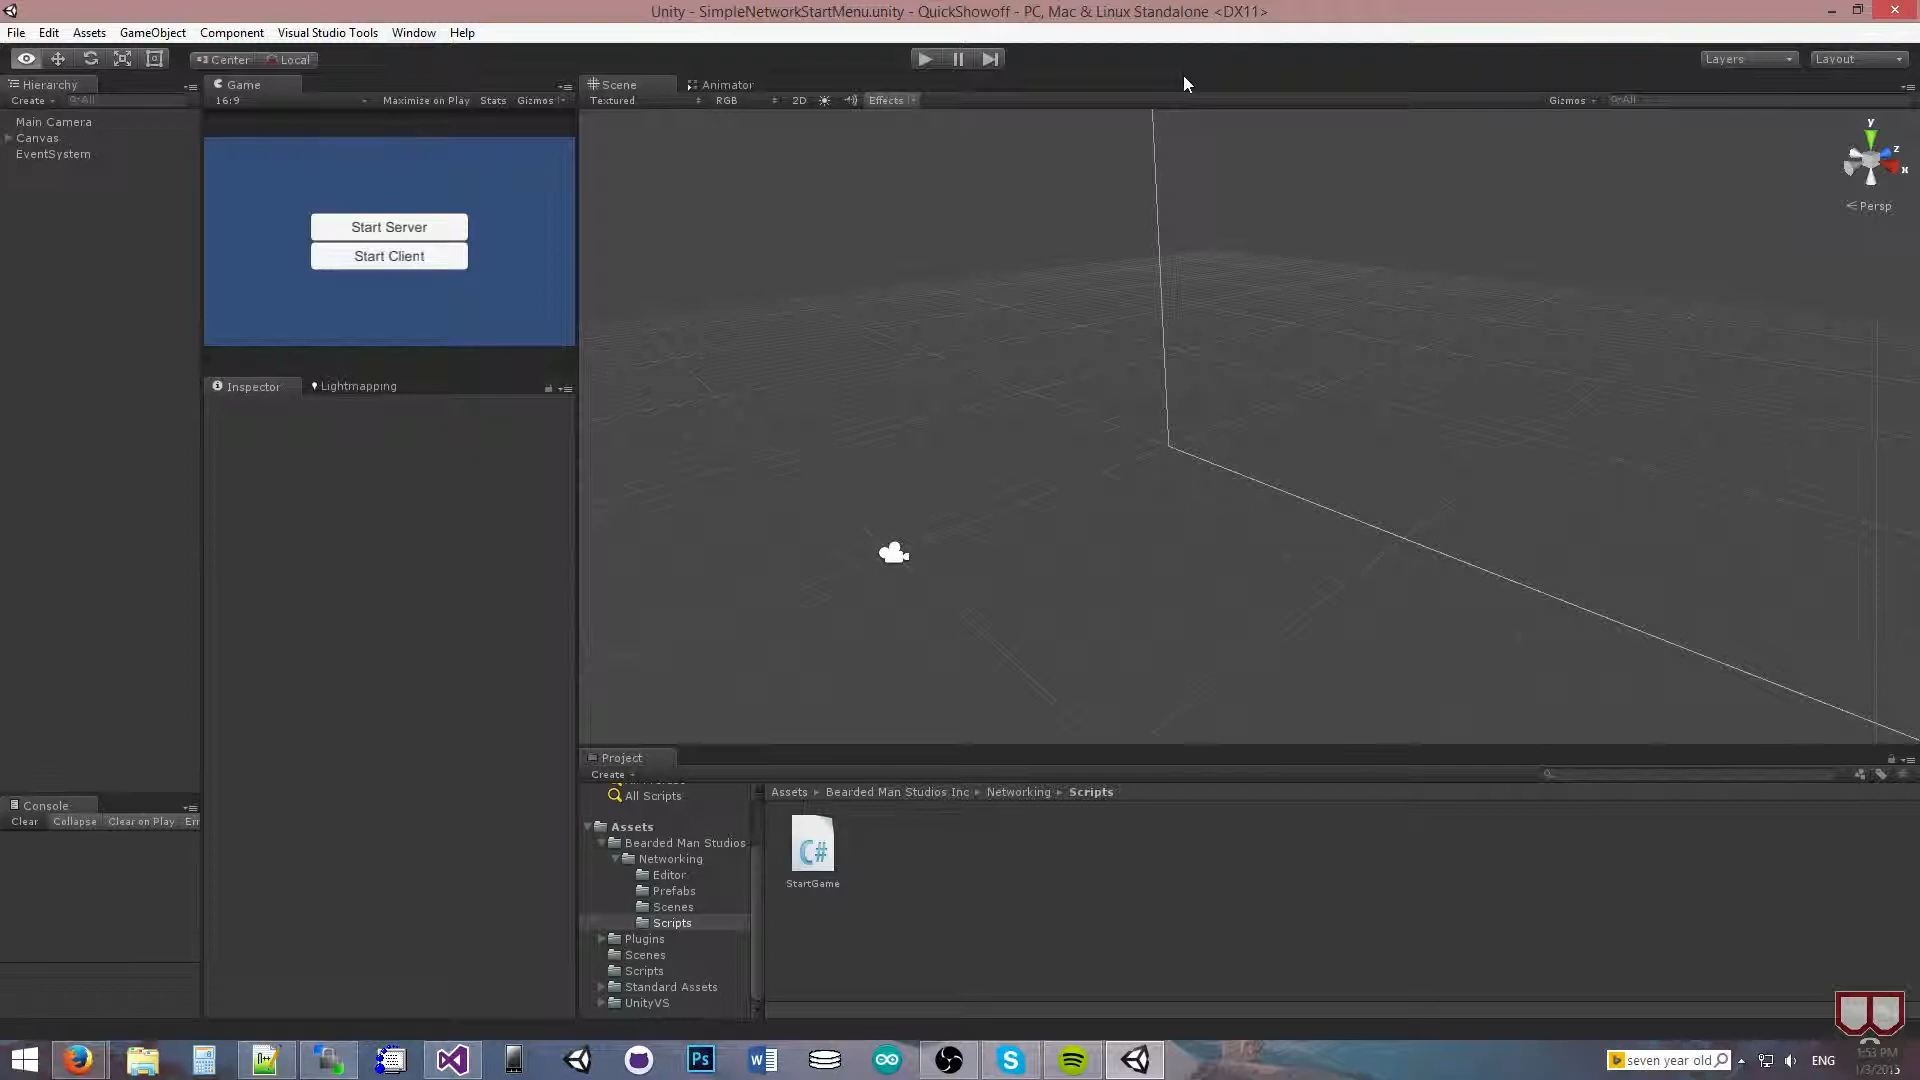 Unity - SimpleNetworkStartMenu.unity - QuickShowoff - PC, Mac & Linux Standalone <DX11>
File Edit Assets GameObject Component Visual Studio Tools Window Help
Center Local Layers Layout
Hierarchy Game Scene Animator
Create All 16:9 Maximize on Play Stats Gizmos Textured RGB 2D Effects Gizmos All
Main Camera
Canvas
EventSystem
Start Server
Start Client
y
z
x
Persp
Inspector Lightmapping
Project
Create
All Scripts
Assets Bearded Man Studios Inc Networking Scripts
Assets
Bearded Man Studios
Networking
Editor
Prefabs
Scenes
Scripts
Plugins
Scenes
Scripts
Standard Assets
UnityVS
C#
StartGame
Console
Clear Collapse Clear on Play Err
Ps
W
S
seven year old
ENG
1:53 PM
1/3/2015